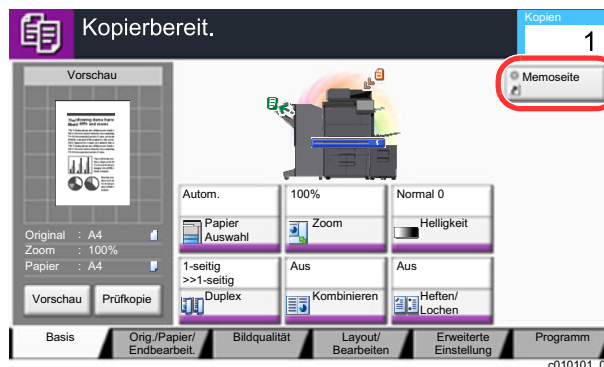 Kopierbereit.
Kopien
1
Memoseite
Vorschau
Original : A4
Zoom : 100%
Papier : A4
Vorschau
Prüfkopie
Autom.
Papier
Auswahl
100%
Zoom
Normal 0
Helligkeit
1-seitig
>>1-seitig
Duplex
Aus
Kombinieren
Aus
Heften/
Lochen
Basis
Orig./Papier/
Endbearbeit.
Bildqualität
Layout/
Bearbeiten
Erweiterte
Einstellung
Programm